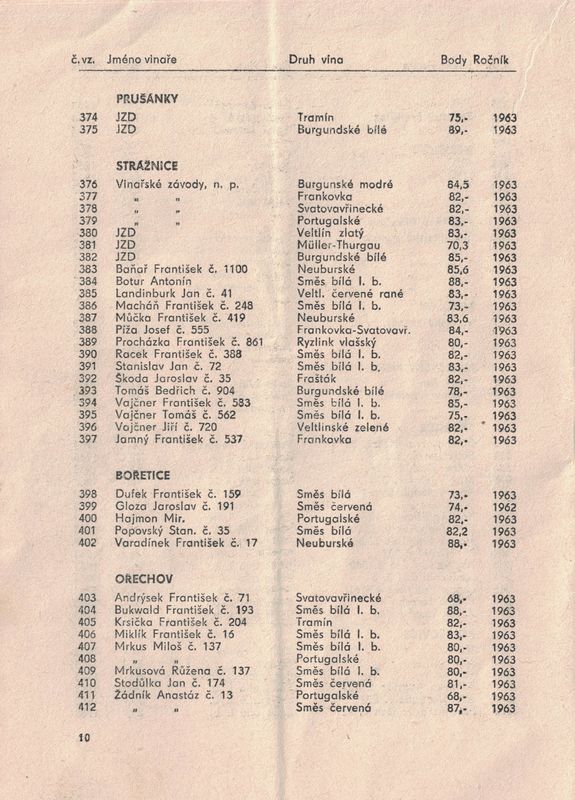 č. vz. Jméno vinaře Druh vína Body Ročník
PRUŠÁNKY
374 JZD Tramín 75,- 1963
375 JZD Burgundské bílé 89,- 1963
STRÁŽNICE
376 Vinařské závody, n. p. Burgunské modré 84,5 1963
377 „ „ Frankovka 82,- 1963
378 „ „ Svatovavřinecké 82,- 1963
379 „ „ Portugalské 83,- 1963
380 JZD Veltlín zlatý 83,- 1963
381 JZD Müller-Thurgau 70,3 1963
382 JZD Burgundské bílé 85,- 1963
383 Baňař František č. 1100 Neuburské 85,6 1963
384 Botur Antonín Směs bílá I. b. 88,- 1963
385 Landinburk Jan č. 41 Veltl. červené rané 83,- 1963
386 Macháň František č. 248 Směs bílá I. b. 73,- 1963
387 Můčka František č. 419 Neuburské 83,6 1963
388 Píža Josef č. 555 Frankovka-Svatovavř. 84,- 1963
389 Procházka František č. 861 Ryzlink vlašský 80,- 1963
390 Racek František č. 388 Směs bílá I. b. 82,- 1963
391 Stanislav Jan č. 72 Směs bílá I. b. 83,- 1963
392 Škoda Jaroslav č. 35 Frašták 82,- 1963
393 Tomáš Bedřich č. 904 Burgundské bílé 78,- 1963
394 Vajčner František č. 583 Směs bílá I. b. 85,- 1963
395 Vajčner Tomáš č. 562 Směs bílá I. b. 75,- 1963
396 Vajčner Jiří č. 720 Veltlinské zelené 82,- 1963
397 Jamný František č. 537 Frankovka 82,- 1963
BOŘETICE
398 Dufek František č. 159 Směs bílá 73,- 1963
399 Gloza Jaroslav č. 191 Směs červená 74,- 1962
400 Hajmon Mir. Portugalské 82,- 1963
401 Popovský Stan. č. 35 Směs bílá 82,2 1963
402 Varadínek František č. 17 Neuburské 88,- 1963
OŘECHOV
403 Andrýsek František č. 71 Svatovavřinecké 68,- 1963
404 Bukwald František č. 193 Směs bílá I. b. 88,- 1963
405 Krsička František č. 204 Tramín 82,- 1963
406 Miklík František č. 16 Směs bílá I. b. 83,- 1963
407 Mrkus Miloš č. 137 Směs bílá I. b. 80,- 1963
408 „ „ Portugalské 80,- 1963
409 Mrkusová Růžena č. 137 Směs bílá I. b. 80,- 1963
410 Stodůlka Jan č. 174 Směs červená 81,- 1963
411 Žádník Anastáz č. 13 Portugalské 68,- 1963
412 „ „ Směs červená 87,- 1963
10